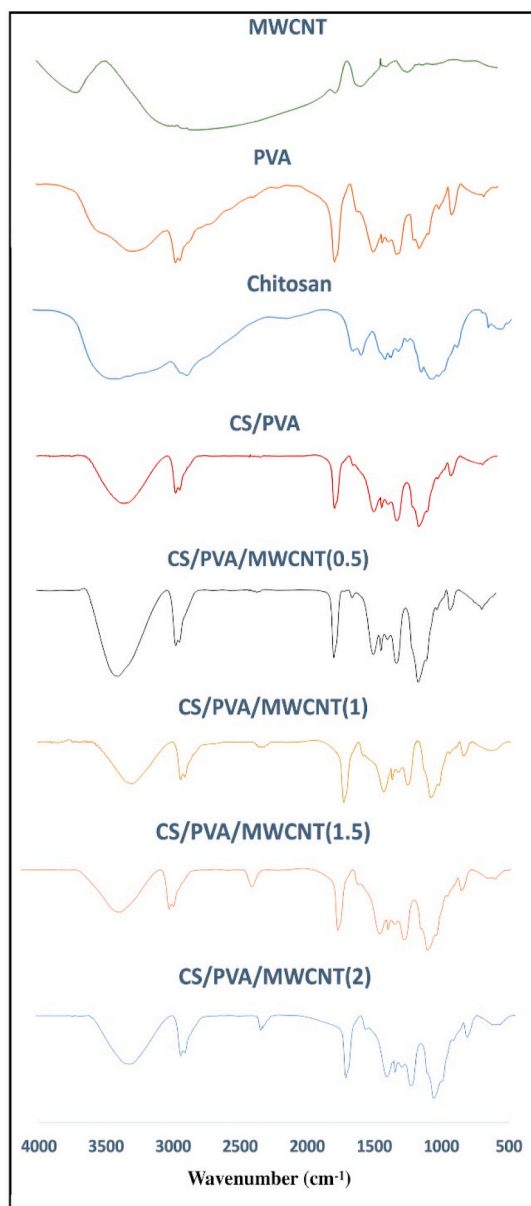 MWCNT
PVA
Chitosan
CS/PVA
CS/PVA/MWCNT(0.5)
CS/PVA/MWCNT(1)
CS/PVA/MWCNT(1.5)
CS/PVA/MWCNT(2)
4000 3500 3000 2500 2000 1500 1000 500
Wavenumber (cm⁻¹)